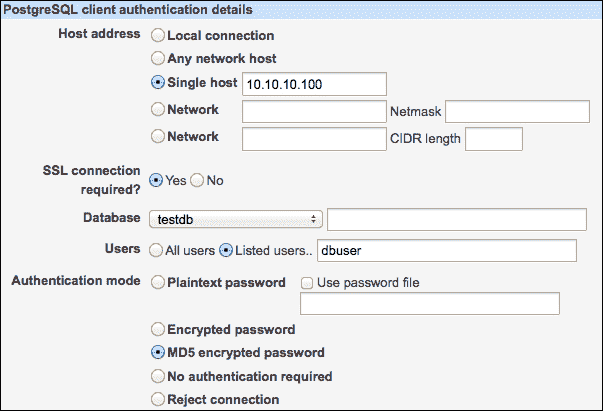 PostgreSQL client authentication details
Host address Local connection
Any network host
Single host 10.10.10.100
Network Netmask
Network CIDR length
SSL connection
required? Yes No
Database testdb
Users All users Listed users.. dbuser
Authentication mode Plaintext password Use password file
Encrypted password
MD5 encrypted password
No authentication required
Reject connection